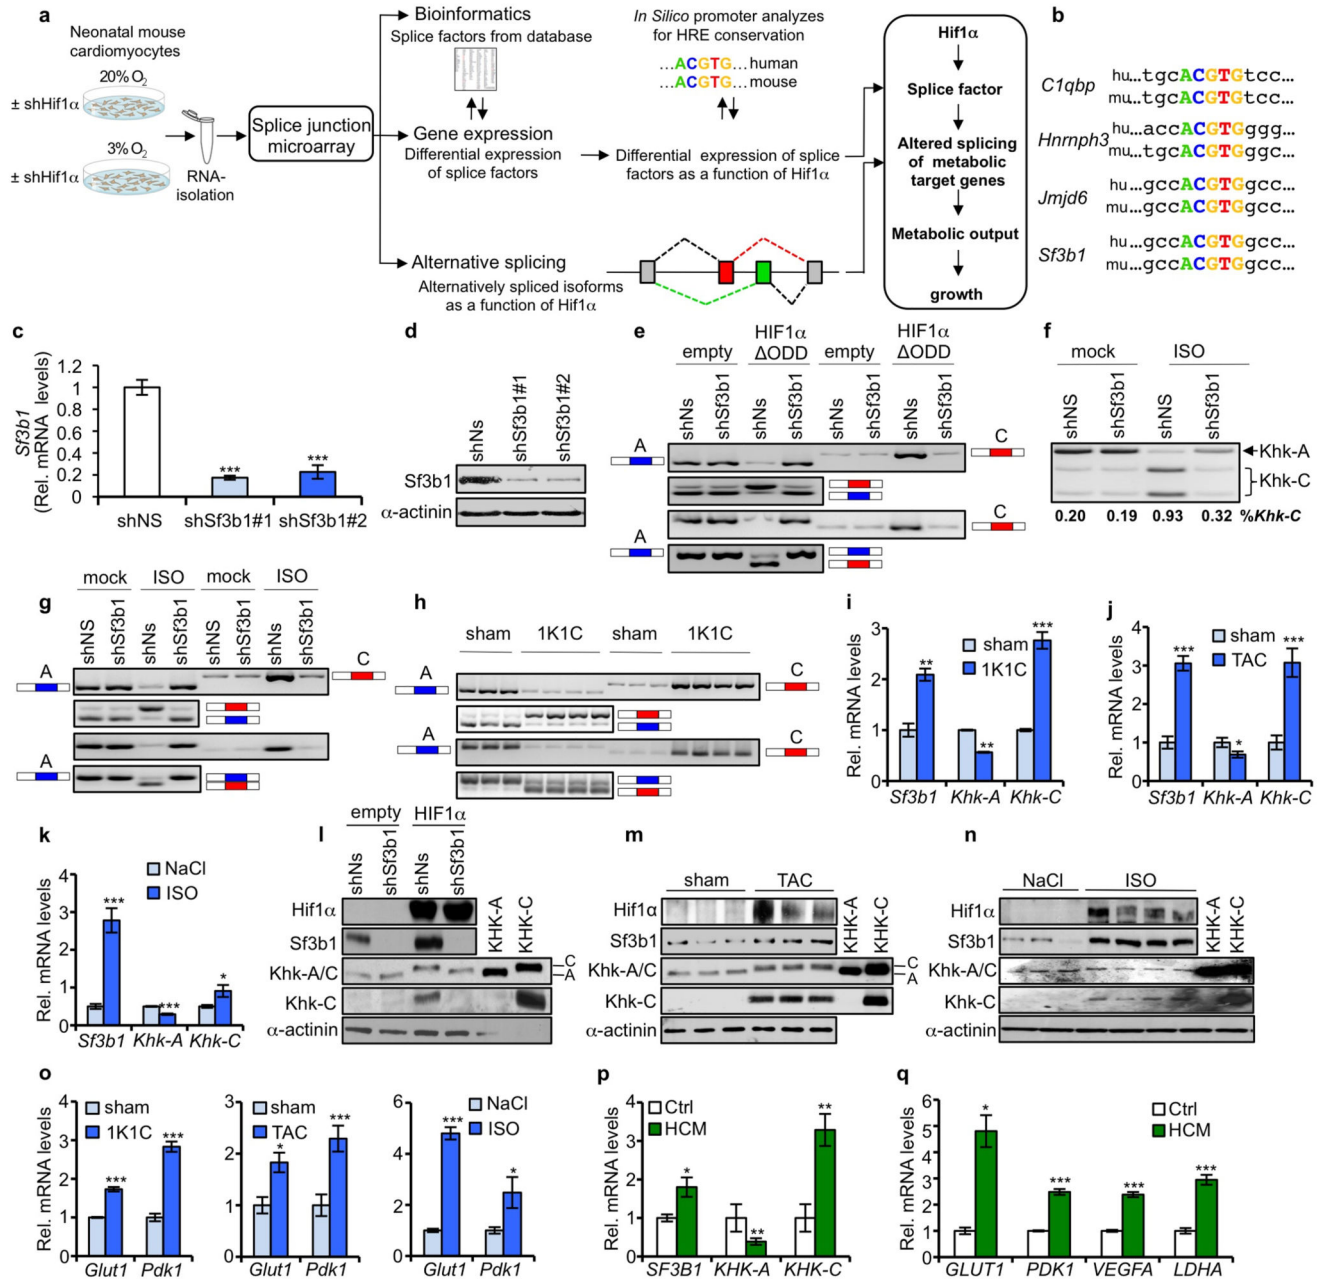 a
Neonatal mouse
cardiomyocytes
20% O2
± shHif1α
3% O2
± shHif1α
RNA-
isolation
Splice junction
microarray
Bioinformatics
Splice factors from database
Gene expression
Differential expression
of splice factors
Alternative splicing
Alternatively spliced isoforms
as a function of Hif1α
In Silico promoter analyzes
for HRE conservation
...ACGTG...human
...ACGTG...mouse
Differential expression of splice
factors as a function of Hif1α
Hif1α
Splice factor
Altered splicing
of metabolic
target genes
Metabolic output
growth
b
C1qbp
hu...tgcACGTGtcc...
mu...tgcACGTGtcc...
Hnrnph3
hu...accACGTGggg...
mu...accACGTGggc...
Jmjd6
hu...gccACGTGgcc...
mu...gccACGTGgcc...
Sf3b1
hu...gccACGTGgcc...
mu...gccACGTGgcc...
c
Sf3b1
(Rel. mRNA levels)
1.2
1
0.8
0.6
0.4
0.2
0
*** ***
shNS shSf3b1#1 shSf3b1#2
d
shNs shSf3b1#1 shSf3b1#2
Sf3b1
α-actinin
e
empty HIF1α ΔODD empty HIF1α ΔODD
shNs shSf3b1 shNs shSf3b1 shNs shSf3b1 shNs shSf3b1
A C
C
A
f
mock ISO
shNS shSf3b1 shNS shSf3b1
Khk-A
Khk-C
0.20 0.19 0.93 0.32 %Khk-C
g
mock ISO mock ISO
shNS shSf3b1 shNs shSf3b1 shNS shSf3b1 shNs shSf3b1
A C
A
h
sham 1K1C sham 1K1C
A C
A C
i
Rel. mRNA levels
3
2
1
0
sham
1K1C
** ** ***
Sf3b1 Khk-A Khk-C
j
Rel. mRNA levels
4
3
2
1
0
sham
TAC
*** * ***
Sf3b1 Khk-A Khk-C
k
Rel. mRNA levels
4
3
2
1
0
NaCl
ISO
*** *** *
Sf3b1 Khk-A Khk-C
l
empty HIF1α
shNs shSf3b1 shNs shSf3b1 KHK-A KHK-C
Hif1α
Sf3b1
Khk-A/C
C
A
Khk-C
α-actinin
m
sham TAC
KHK-A KHK-C
Hif1α
Sf3b1
Khk-A/C
C
A
Khk-C
α-actinin
n
NaCl ISO
KHK-A KHK-C
Hif1α
Sf3b1
Khk-A/C
Khk-C
α-actinin
o
Rel. mRNA levels
4
3
2
1
0
sham
1K1C
*** ***
Glut1 Pdk1
3
2
1
0
sham
TAC
* ***
Glut1 Pdk1
6
4
2
0
NaCl
ISO
*** *
Glut1 Pdk1
p
Rel. mRNA levels
4
3
2
1
0
Ctrl
HCM
* ** **
SF3B1 KHK-A KHK-C
q
Rel. mRNA levels
6
5
4
3
2
1
0
Ctrl
HCM
* *** *** ***
GLUT1 PDK1 VEGFA LDHA